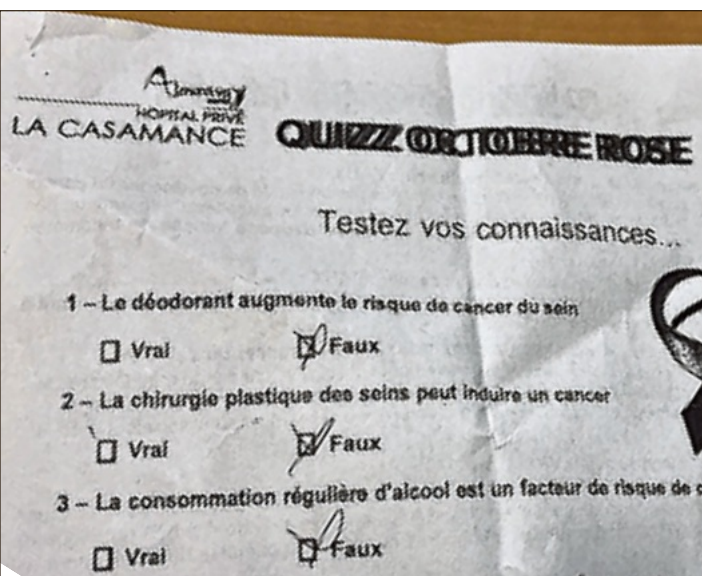 HOPITAL PRIVÉ
LA CASAMANCE
QUIZZ OCTOBRE ROSE
Testez vos connaissances...
1 – Le déodorant augmente le risque de cancer du sein
Vrai Faux
2 – La chirurgie plastique des seins peut induire un cancer
Vrai Faux
3 – La consommation régulière d'alcool est un facteur de risque de
Vrai Faux